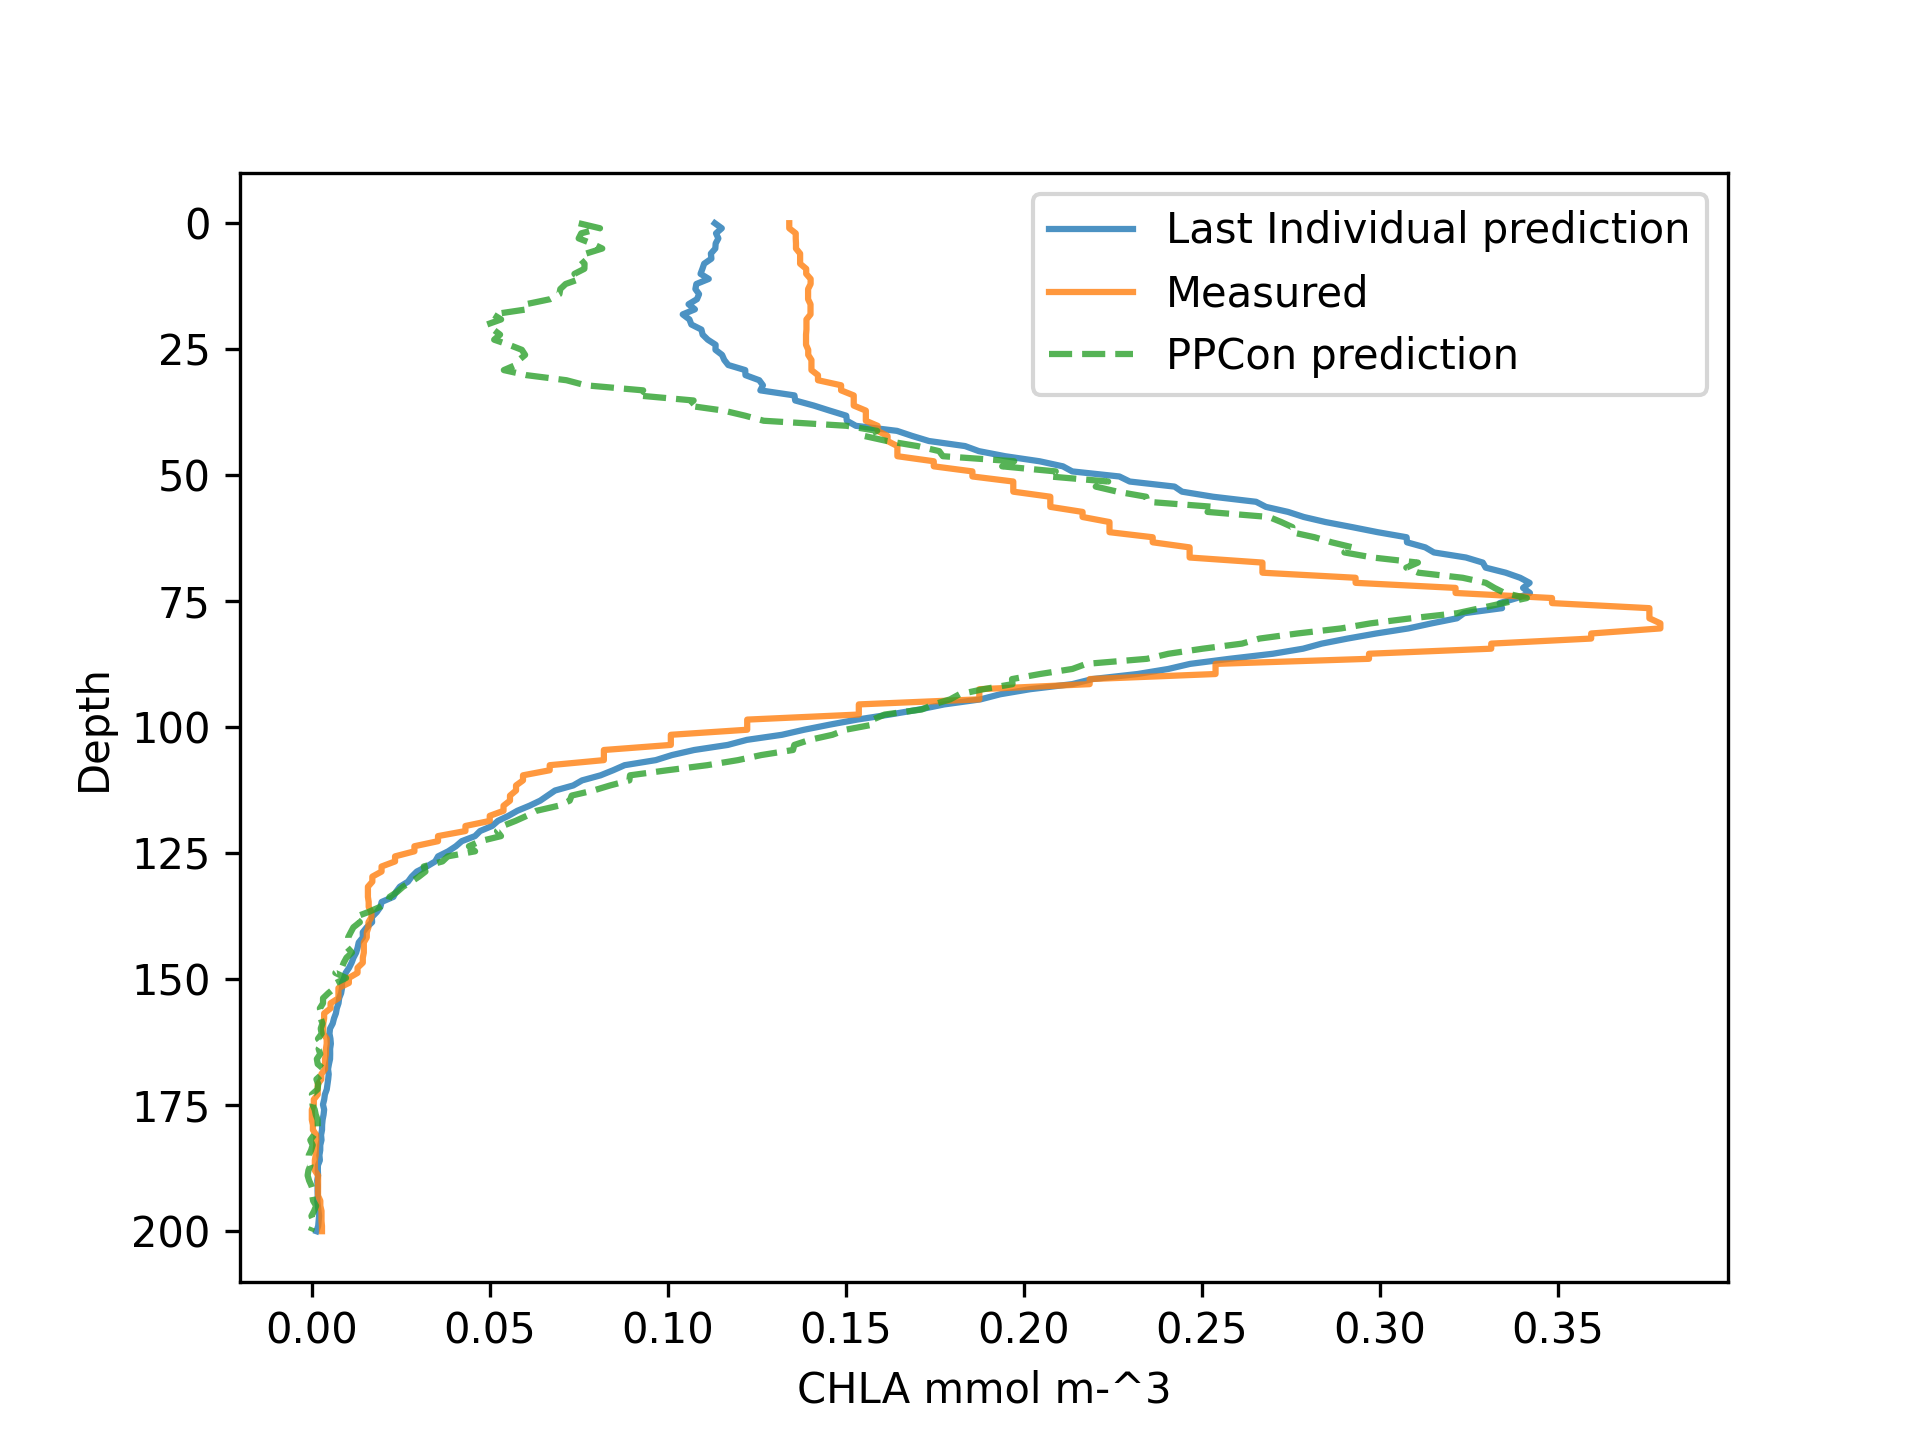 Last Individual prediction
Measured
PPCon prediction
0
25
50
75
100
125
150
175
200
Depth
0.00 0.05 0.10 0.15 0.20 0.25 0.30 0.35
CHLA mmol m-^3